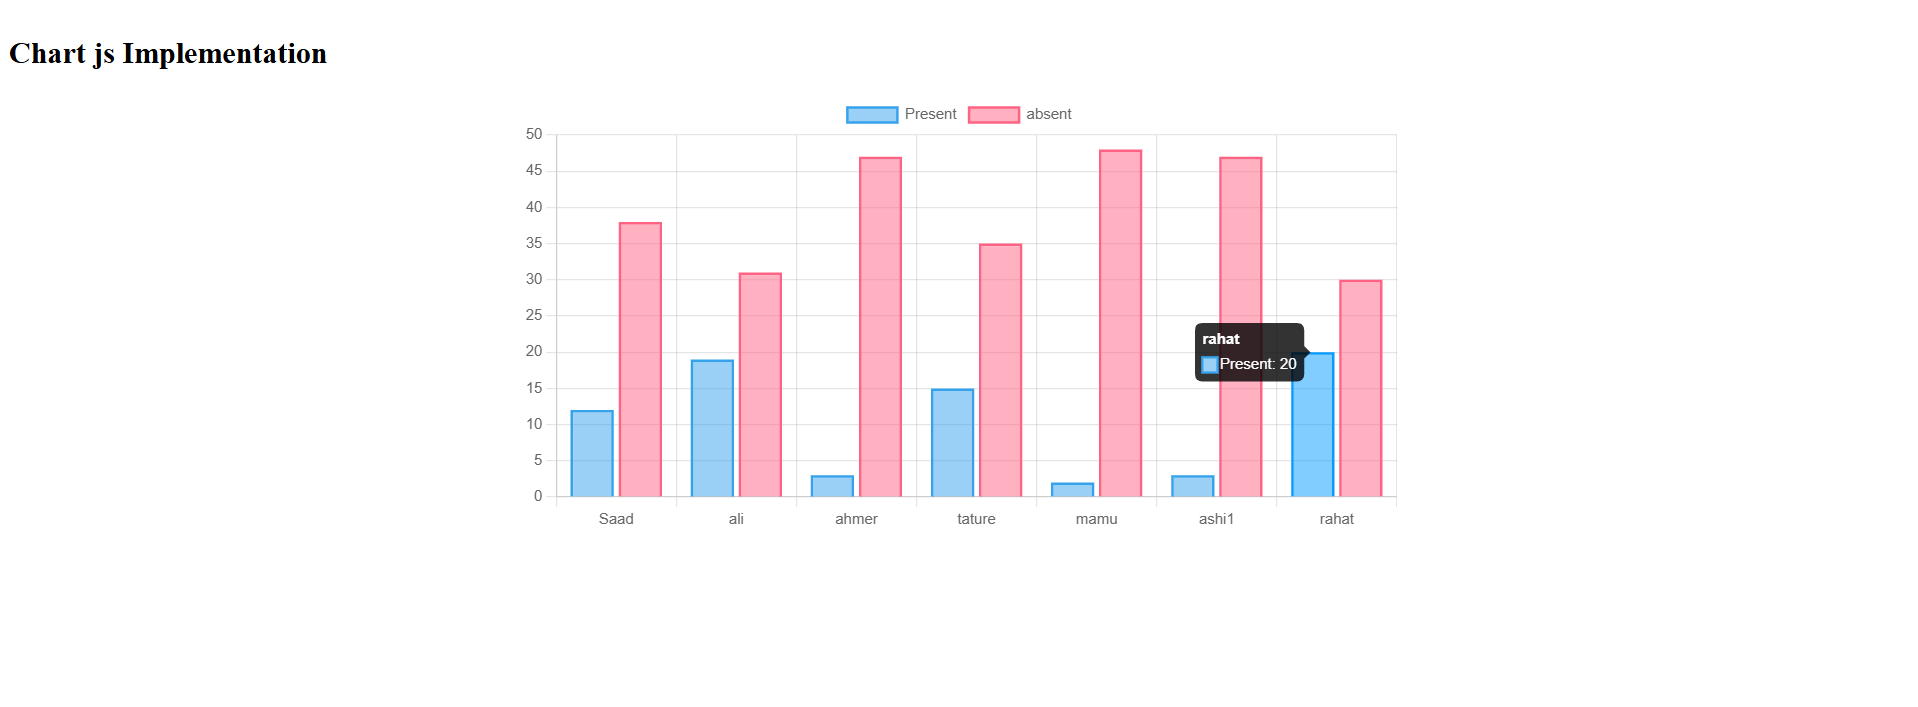 Chart js Implementation
Present absent
50
45
40
35
30
25
20
15
10
5
0
rahat
Present: 20
Saad ali ahmer tature mamu ashi1 rahat